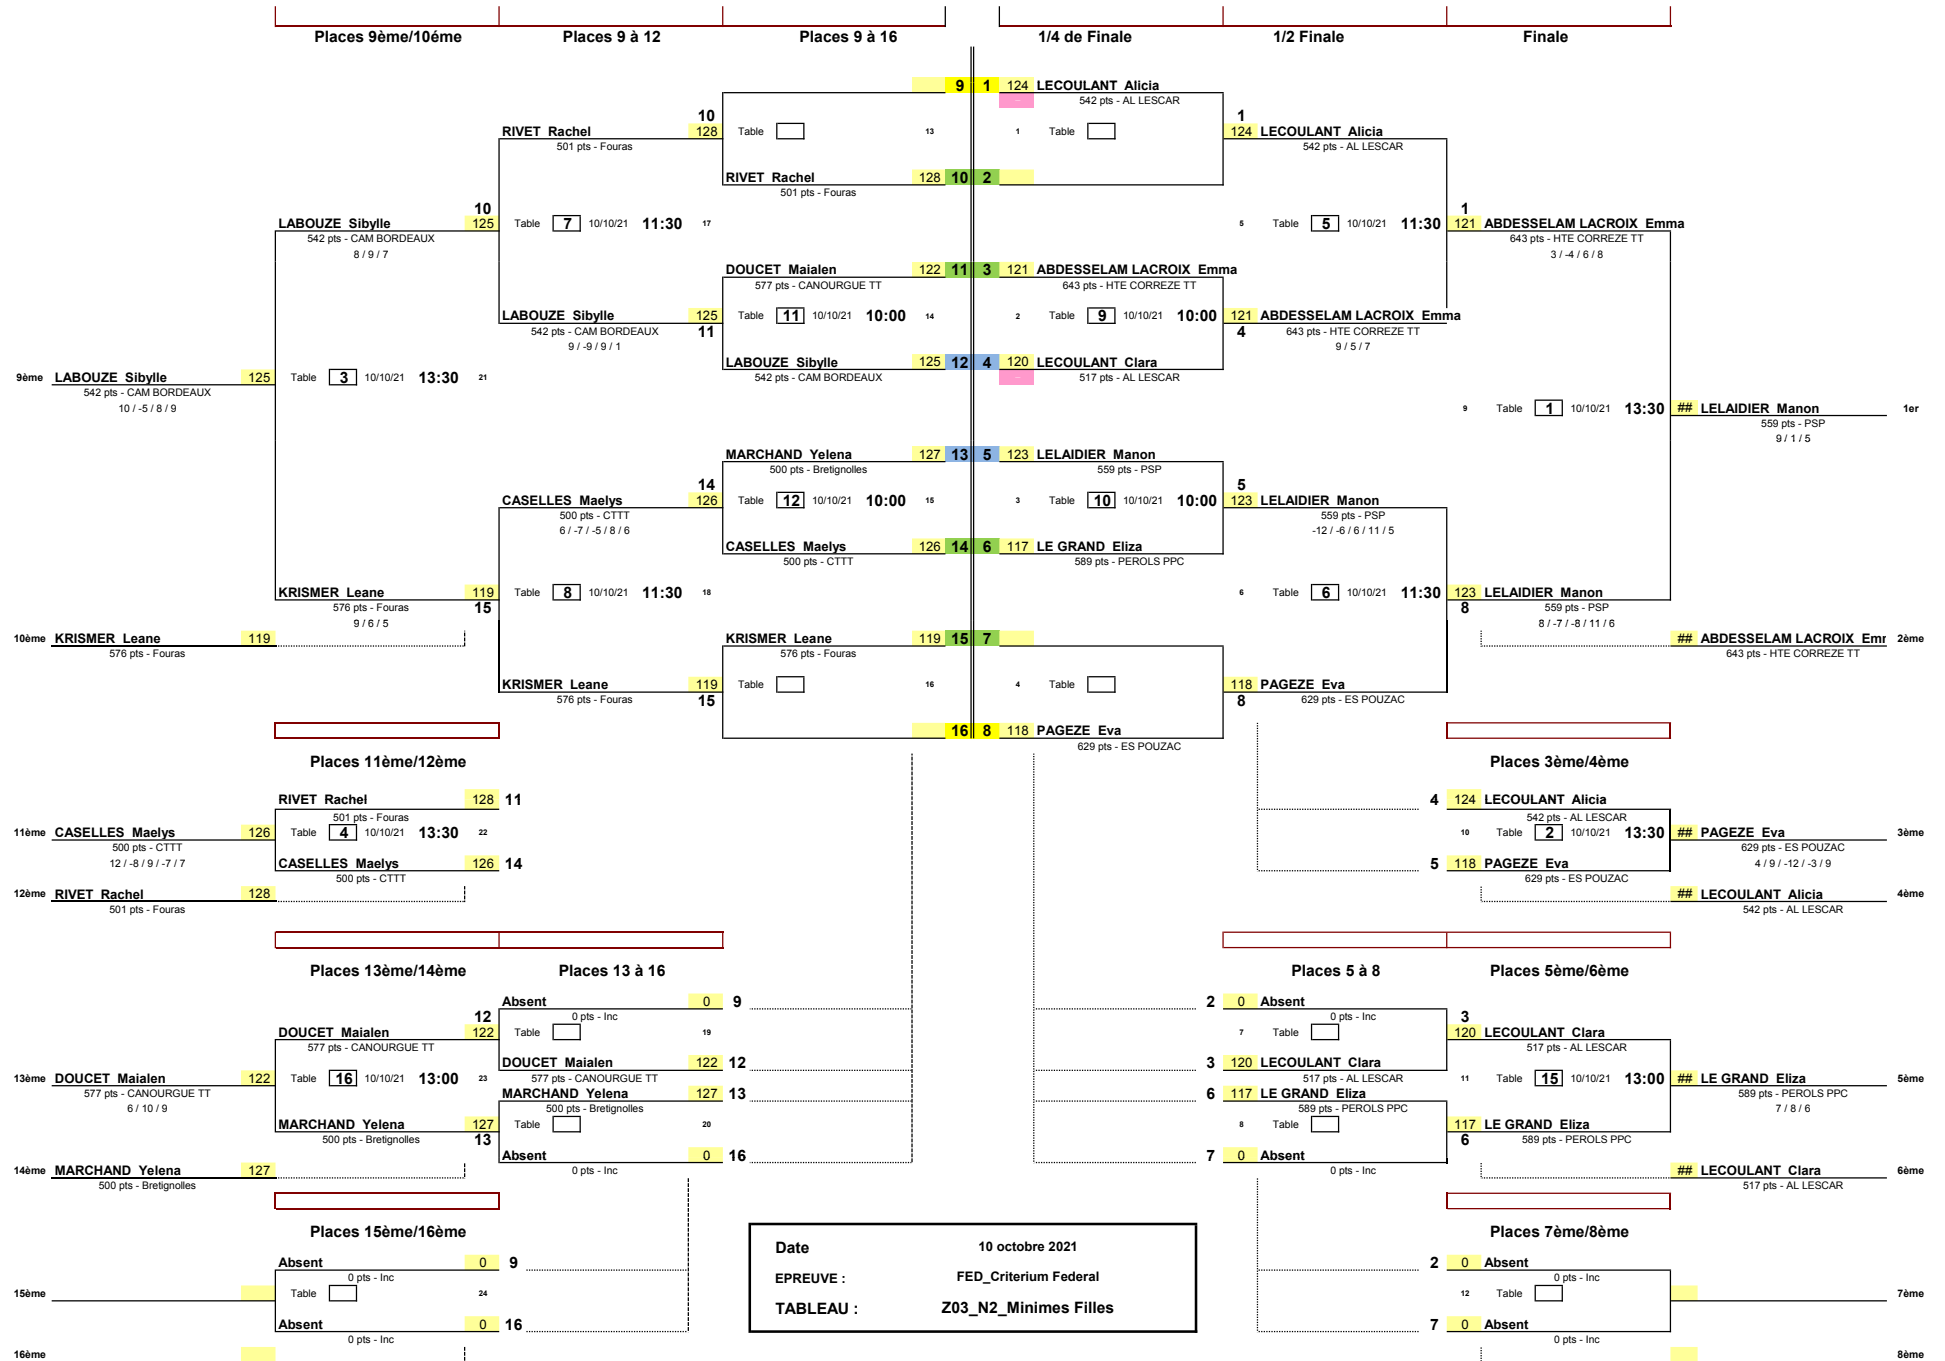 Places 9ème/10éme Places 9 à 12 Places 9 à 16 1/4 de Finale 1/2 Finale Finale
9 1 124 LECOULANT Alicia
542 pts - AL LESCAR
10 1
RIVET Rachel 128 Table 13 1 Table 124 LECOULANT Alicia
501 pts - Fouras 542 pts - AL LESCAR
RIVET Rachel 128 10 2
501 pts - Fouras
10 1
LABOUZE Sibylle 125 Table 7 10/10/21 11:30 17 5 Table 5 10/10/21 11:30 121 ABDESSELAM LACROIX Emma
542 pts - CAM BORDEAUX 643 pts - HTE CORREZE TT
8 / 9 / 7 3 / -4 / 6 / 8
DOUCET Maialen 122 11 3 121 ABDESSELAM LACROIX Emma
577 pts - CANOURGUE TT 643 pts - HTE CORREZE TT
LABOUZE Sibylle 125 Table 11 10/10/21 10:00 14 2 Table 9 10/10/21 10:00 121 ABDESSELAM LACROIX Emma
542 pts - CAM BORDEAUX 11 4 643 pts - HTE CORREZE TT
9 / -9 / 9 / 1 9 / 5 / 7
LABOUZE Sibylle 125 12 4 120 LECOULANT Clara
9ème LABOUZE Sibylle 125 Table 3 10/10/21 13:30 21 542 pts - CAM BORDEAUX 517 pts - AL LESCAR
542 pts - CAM BORDEAUX
10 / -5 / 8 / 9 9 Table 1 10/10/21 13:30 ## LELAIDIER Manon 1er
559 pts - PSP
9 / 1 / 5
MARCHAND Yelena 127 13 5 123 LELAIDIER Manon
500 pts - Bretignolles 559 pts - PSP
14 5
CASELLES Maelys 126 Table 12 10/10/21 10:00 15 3 Table 10 10/10/21 10:00 123 LELAIDIER Manon
500 pts - CTTT 559 pts - PSP
6 / -7 / -5 / 8 / 6 -12 / -6 / 6 / 11 / 5
CASELLES Maelys 126 14 6 117 LE GRAND Eliza
500 pts - CTTT 589 pts - PEROLS PPC
KRISMER Leane 119 Table 8 10/10/21 11:30 18 6 Table 6 10/10/21 11:30 123 LELAIDIER Manon
576 pts - Fouras 15 8 559 pts - PSP
9 / 6 / 5 8 / -7 / -8 / 11 / 6
10ème KRISMER Leane 119 KRISMER Leane 119 15 7 ## ABDESSELAM LACROIX Emr 2ème
576 pts - Fouras 576 pts - Fouras 643 pts - HTE CORREZE TT
KRISMER Leane 119 Table 16 4 Table 118 PAGEZE Eva
576 pts - Fouras 15 8 629 pts - ES POUZAC
16 8 118 PAGEZE Eva
629 pts - ES POUZAC
Places 11ème/12ème Places 3ème/4ème
RIVET Rachel 128 11 4 124 LECOULANT Alicia
501 pts - Fouras 542 pts - AL LESCAR
11ème CASELLES Maelys 126 Table 4 10/10/21 13:30 22 10 Table 2 10/10/21 13:30 ## PAGEZE Eva 3ème
500 pts - CTTT 629 pts - ES POUZAC
12 / -8 / 9 / -7 / 7 CASELLES Maelys 126 14 5 118 PAGEZE Eva 4 / 9 / -12 / -3 / 9
500 pts - CTTT 629 pts - ES POUZAC
12ème RIVET Rachel 128 ## LECOULANT Alicia 4ème
501 pts - Fouras 542 pts - AL LESCAR
Places 13ème/14ème Places 13 à 16 Places 5 à 8 Places 5ème/6ème
Absent 0 9 2 0 Absent
0 pts - Inc 0 pts - Inc
12 3
DOUCET Maialen 122 Table 19 7 Table 120 LECOULANT Clara
577 pts - CANOURGUE TT 517 pts - AL LESCAR
DOUCET Maialen 122 12 3 120 LECOULANT Clara
13ème DOUCET Maialen 122 Table 16 10/10/21 13:00 23 577 pts - CANOURGUE TT 517 pts - AL LESCAR 11 Table 15 10/10/21 13:00 ## LE GRAND Eliza 5ème
577 pts - CANOURGUE TT MARCHAND Yelena 127 13 6 117 LE GRAND Eliza 589 pts - PEROLS PPC
6 / 10 / 9 500 pts - Bretignolles 589 pts - PEROLS PPC 7 / 8 / 6
MARCHAND Yelena 127 Table 20 8 Table 117 LE GRAND Eliza
500 pts - Bretignolles 13 6 589 pts - PEROLS PPC
Absent 0 16 7 0 Absent
0 pts - Inc 0 pts - Inc
14ème MARCHAND Yelena 127 ## LECOULANT Clara 6ème
500 pts - Bretignolles 517 pts - AL LESCAR
Places 15ème/16ème Places 7ème/8ème
Date 10 octobre 2021
Absent 0 9 2 0 Absent
0 pts - Inc 0 pts - Inc
EPREUVE : FED_Criterium Federal
15ème Table 24 12 Table 7ème
TABLEAU : Z03_N2_Minimes Filles
Absent 0 16 7 0 Absent
0 pts - Inc 0 pts - Inc
16ème 8ème